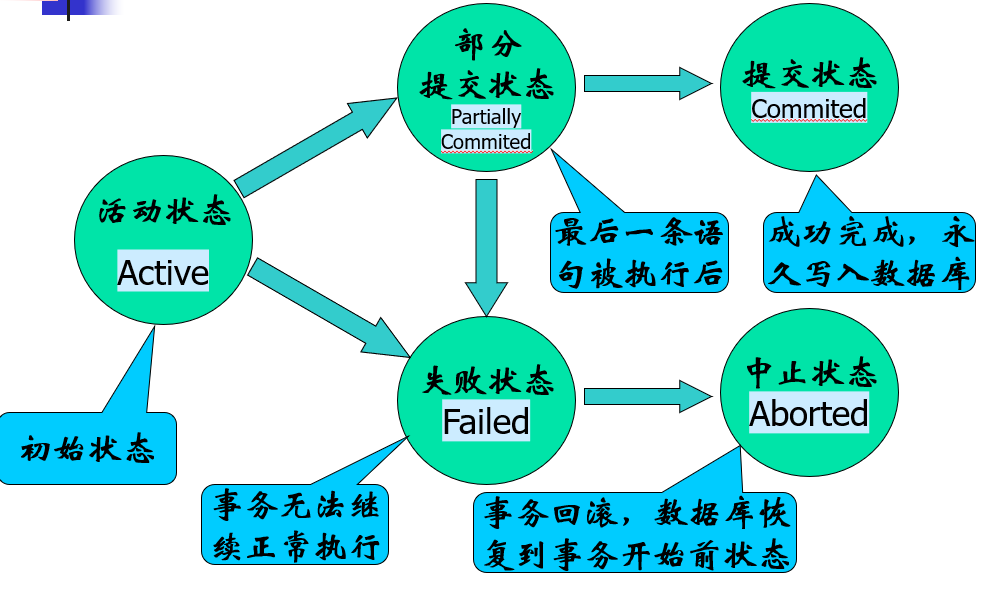 部分
提交状态
Partially
Commited
提交状态
Commited
活动状态
Active
最后一条语
句被执行后
成功完成，永
久写入数据库
失败状态
Failed
中止状态
Aborted
初始状态
事务无法继
续正常执行
事务回滚，数据库恢
复到事务开始前状态